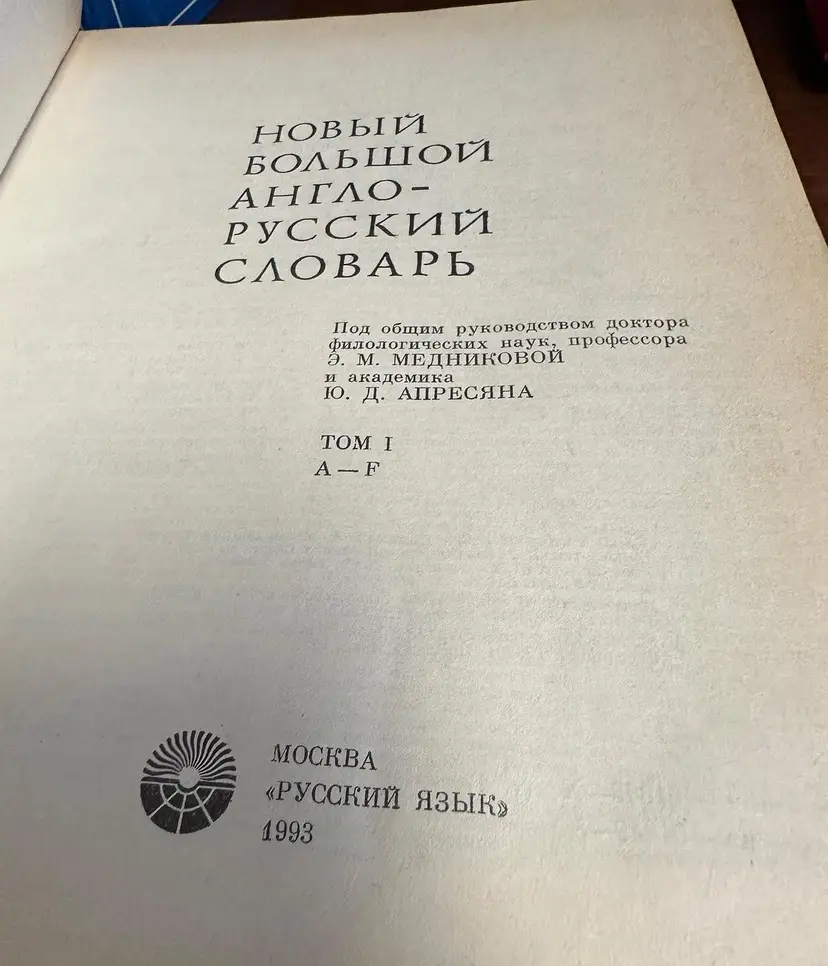 НОВЫЙ
БОЛЬШОЙ
АНГЛО-
РУССКИЙ
СЛОВАРЬ
Под общим руководством доктора
филологических наук, профессора
Э. М. МЕДНИКОВОЙ
и академика
Ю. Д. АПРЕСЯНА
ТОМ I
A — F
МОСКВА
«РУССКИЙ ЯЗЫК»
1993